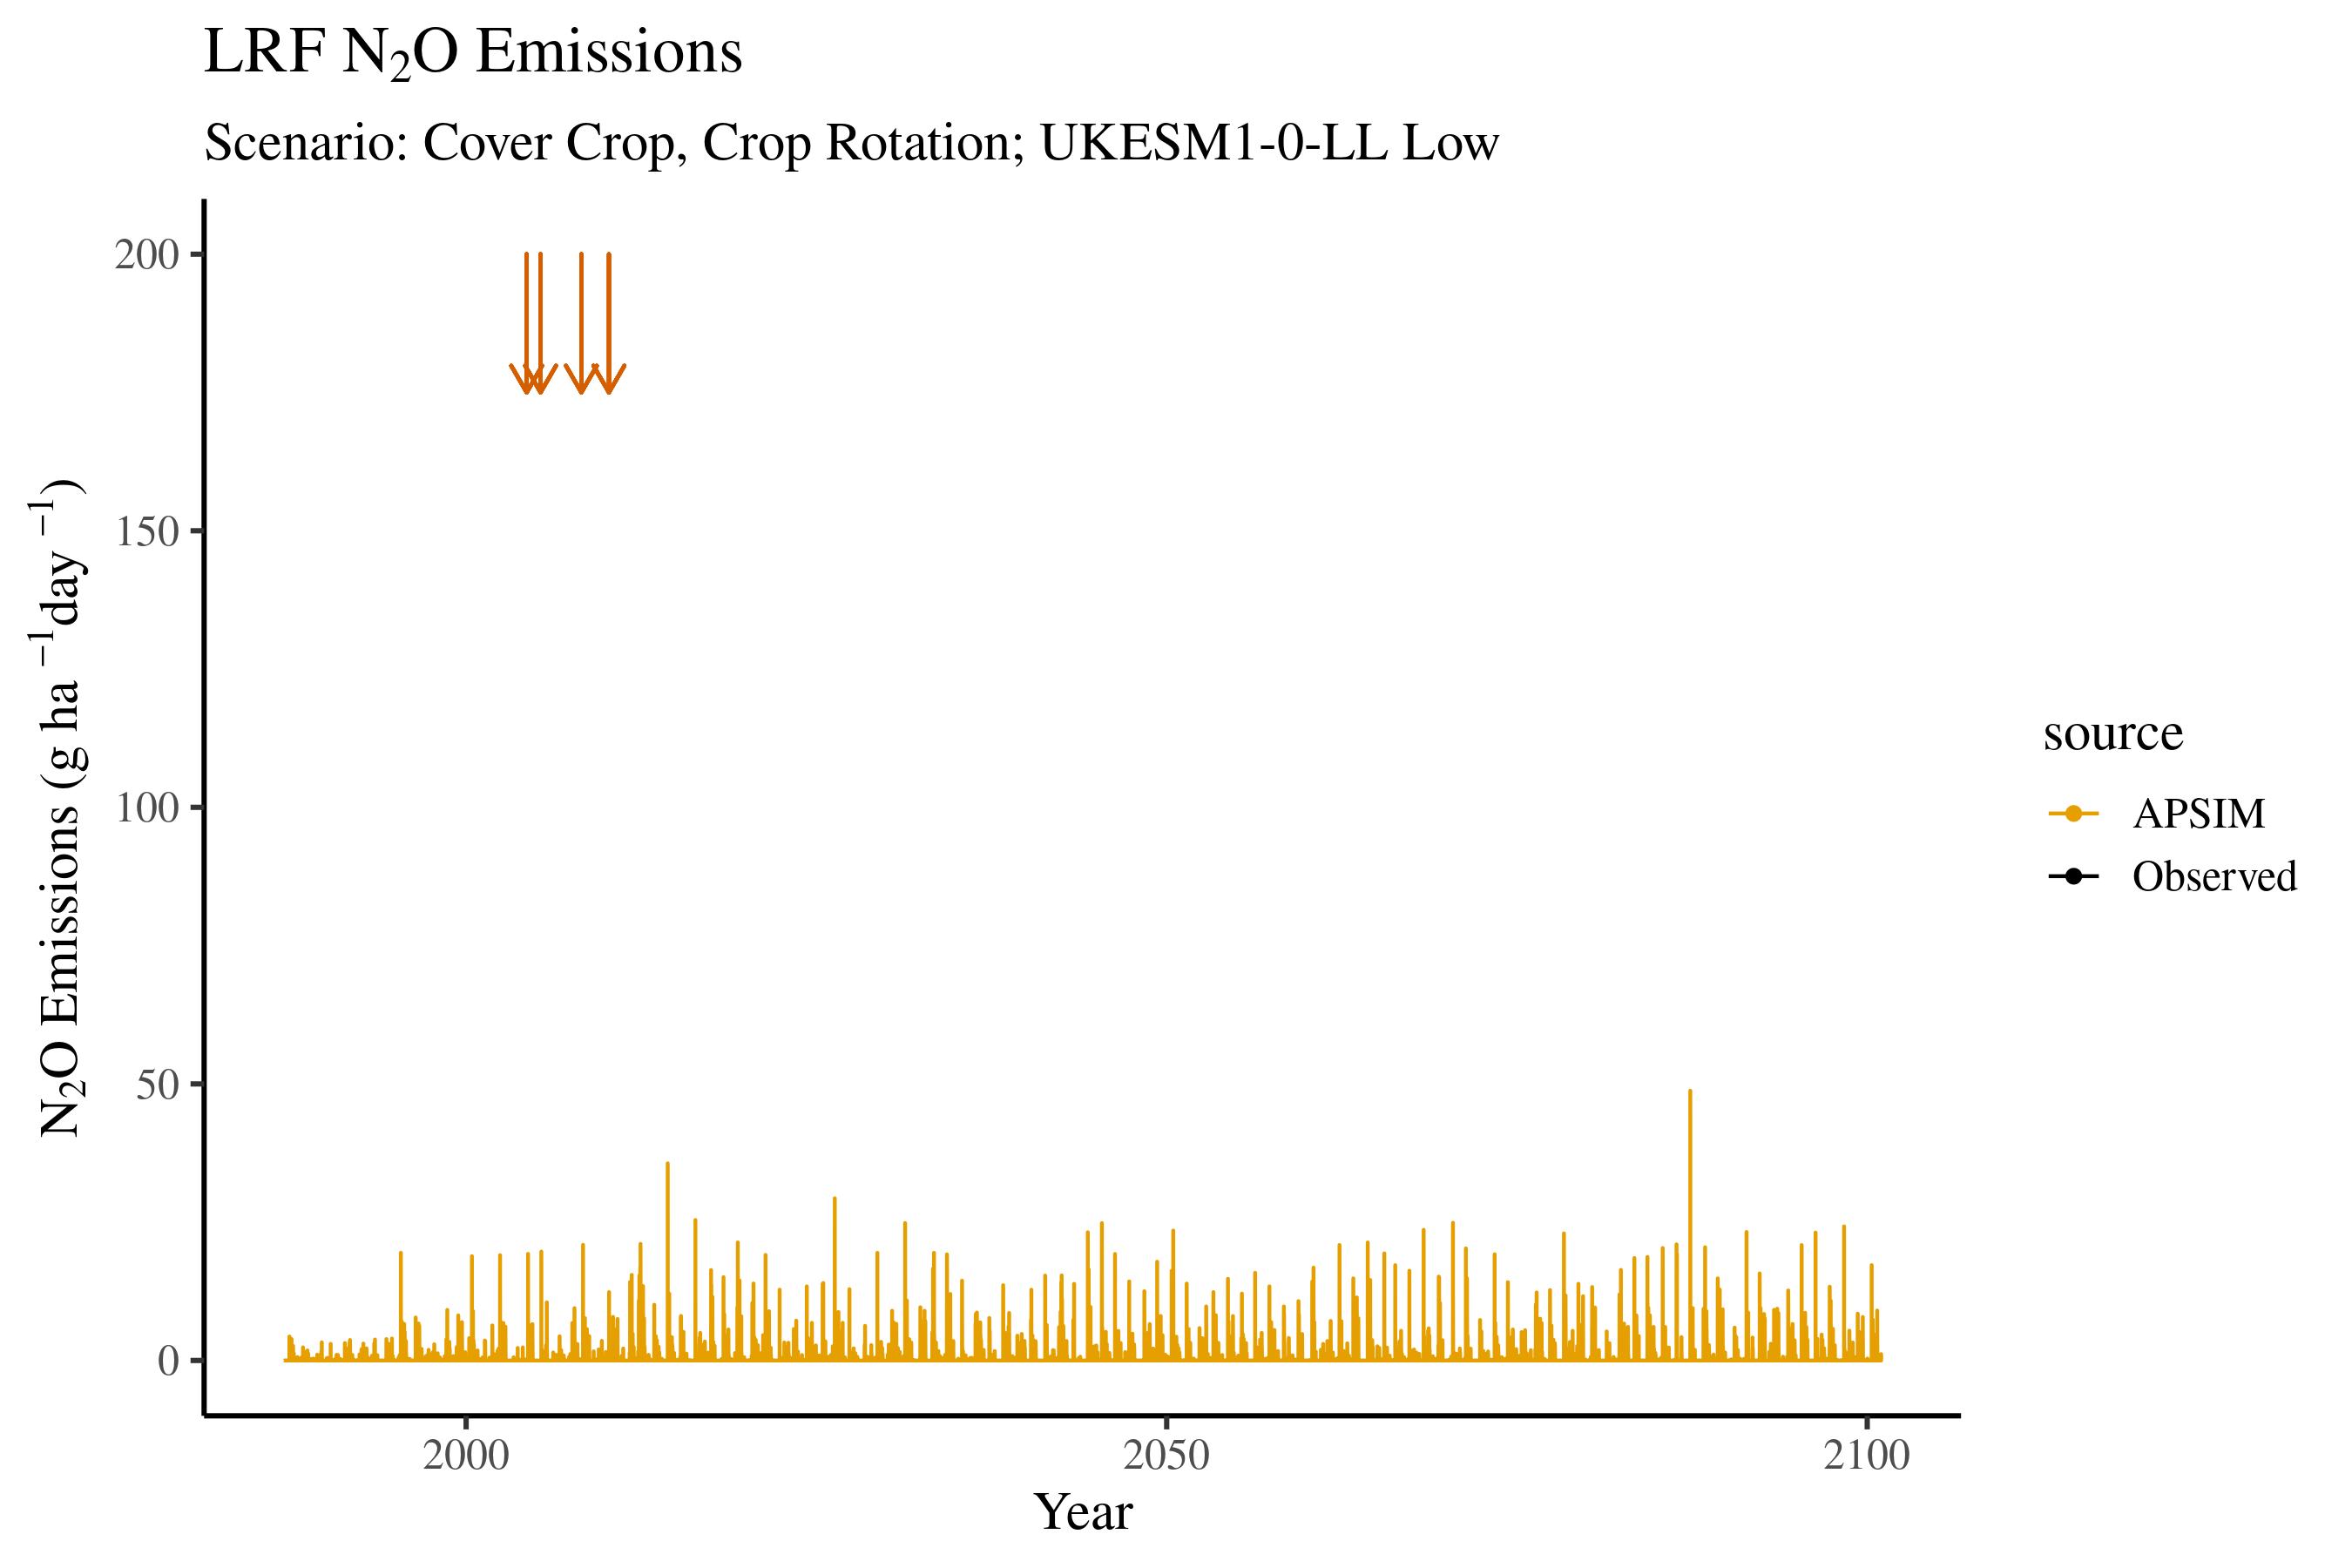 LRF N₂O Emissions
Scenario: Cover Crop, Crop Rotation; UKESM1-0-LL Low
N₂O Emissions (g ha ⁻¹day ⁻¹)
200
150
100
50
0
2000
2050
2100
Year
source
APSIM
Observed